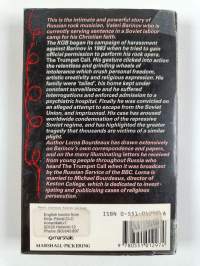 This is the intimate and powerful story of
Russian rock musician, Valeri Barinov who is
currently serving sentence in a Soviet labour
camp for his Christian faith.
The KGB began its campaign of harassment
against Barinov in 1983 when he tried to gain
official permission to perform his rock opera
The Trumpet Call. His gesture clicked into action
the relentless and grinding wheels of
intolerance which crush personal freedom,
artistic creativity and religious expression. His
family were 'tailed', his home kept under
constant surveillance and he suffered
interrogations and enforced admission to a
psychiatric hospital. Finally he was convicted on
an alleged attempt to escape from the Soviet
Union, and imprisoned. His case has aroused
worldwide condemnation of the repressive
Soviet regime, and has highlighted the greater
tragedy that thousands are victims of a similar
plight.
Author Lorna Bourdeaux has drawn extensively
on Barinov's own correspondence and papers,
and on the many illuminating letters he received
from young people throughout Russia who
heard The Trumpet Call when it was broadcast
by the Russian Service of the BBC. Lorna is
married to Michael Bourdeaux, director of
Keston College, which is dedicated to
investigating and publicising cases of religious
persecution.
ISBN 0-551-01
MARSHALL PICKERING